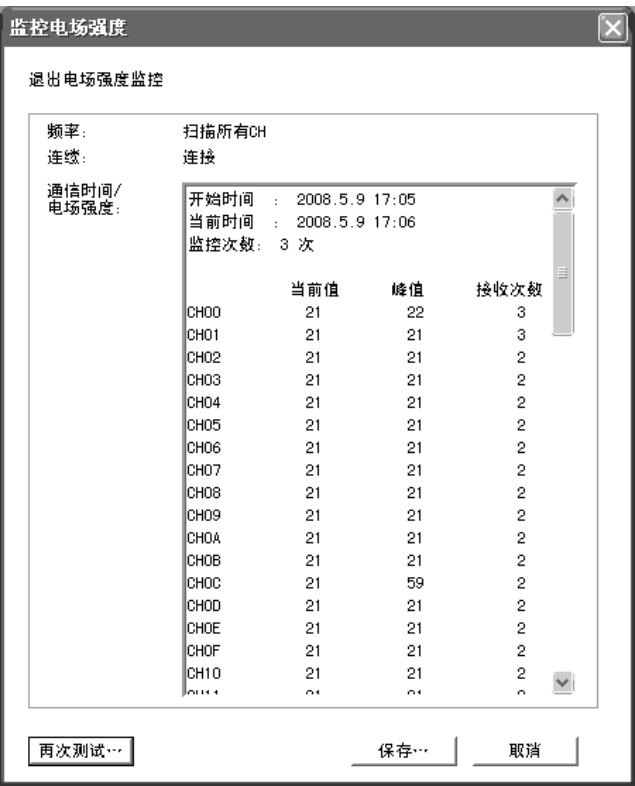 监控电场强度
退出电场强度监控
频率: 扫描所有CH
连缆: 连接
通信时间/
电场强度:
开始时间 : 2008.5.9 17:05
当前时间 : 2008.5.9 17:06
监控次数: 3 次
当前值 峰值 接收次数
CH00 21 22 3
CH01 21 21 3
CH02 21 21 2
CH03 21 21 2
CH04 21 21 2
CH05 21 21 2
CH06 21 21 2
CH07 21 21 2
CH08 21 21 2
CH09 21 21 2
CH0A 21 21 2
CH0B 21 21 2
CH0C 21 59 2
CH0D 21 21 2
CH0E 21 21 2
CH0F 21 21 2
CH10 21 21 2
再次测试… 保存… 取消